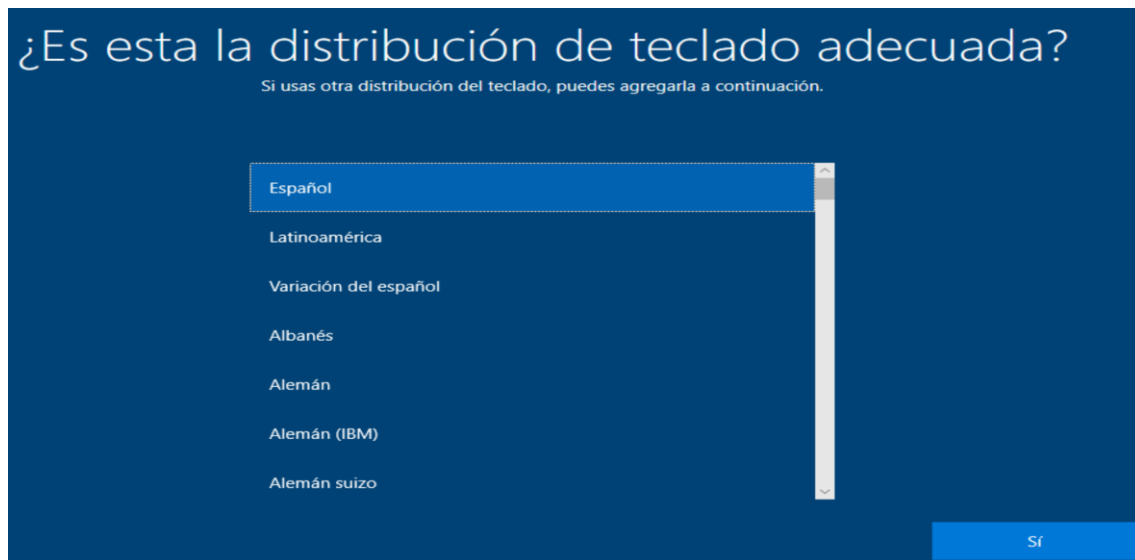 ¿Es esta la distribución de teclado adecuada?
Si usas otra distribución del teclado, puedes agregarla a continuación.
Español
Latinoamérica
Variación del español
Albanés
Alemán
Alemán (IBM)
Alemán suizo
Sí